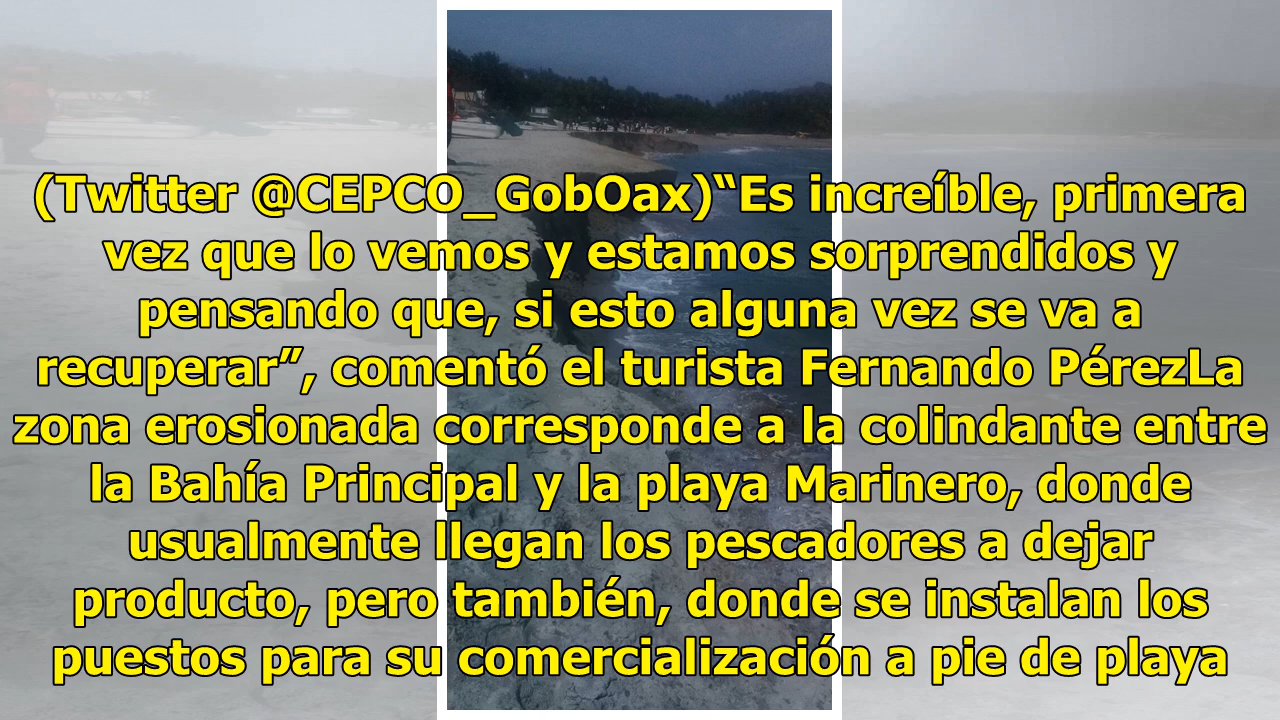 (Twitter @CEPCO_GobOax)“Es increíble, primera
vez que lo vemos y estamos sorprendidos y
pensando que, si esto alguna vez se va a
recuperar”, comentó el turista Fernando PérezLa
zona erosionada corresponde a la colindante entre
la Bahía Principal y la playa Marinero, donde
usualmente llegan los pescadores a dejar
producto, pero también, donde se instalan los
puestos para su comercialización a pie de playa